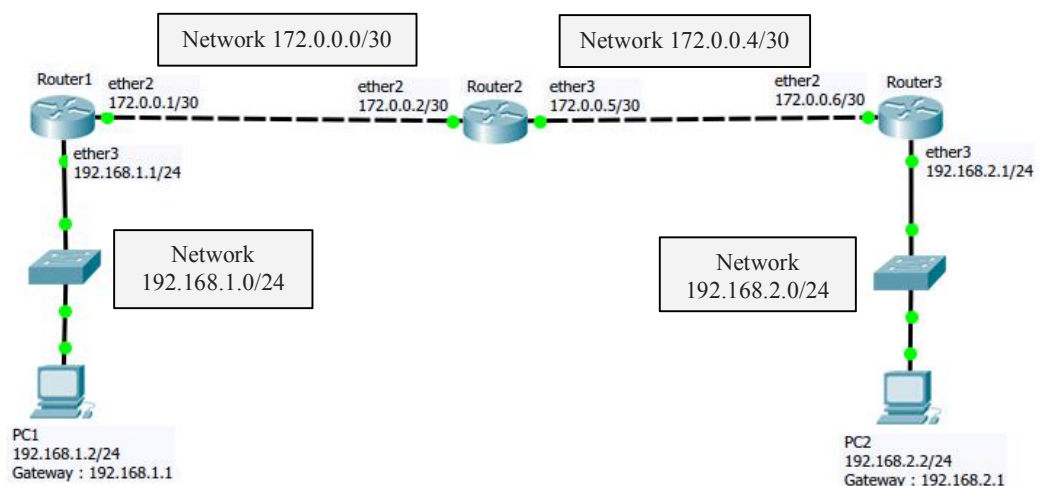 Network 172.0.0.0/30
Network 172.0.0.4/30
Router1
ether2
172.0.0.1/30
ether2
172.0.0.2/30
Router2
ether3
172.0.0.5/30
ether2
172.0.0.6/30
Router3
ether3
192.168.1.1/24
ether3
192.168.2.1/24
Network
192.168.1.0/24
Network
192.168.2.0/24
PC1
192.168.1.2/24
Gateway : 192.168.1.1
PC2
192.168.2.2/24
Gateway : 192.168.2.1